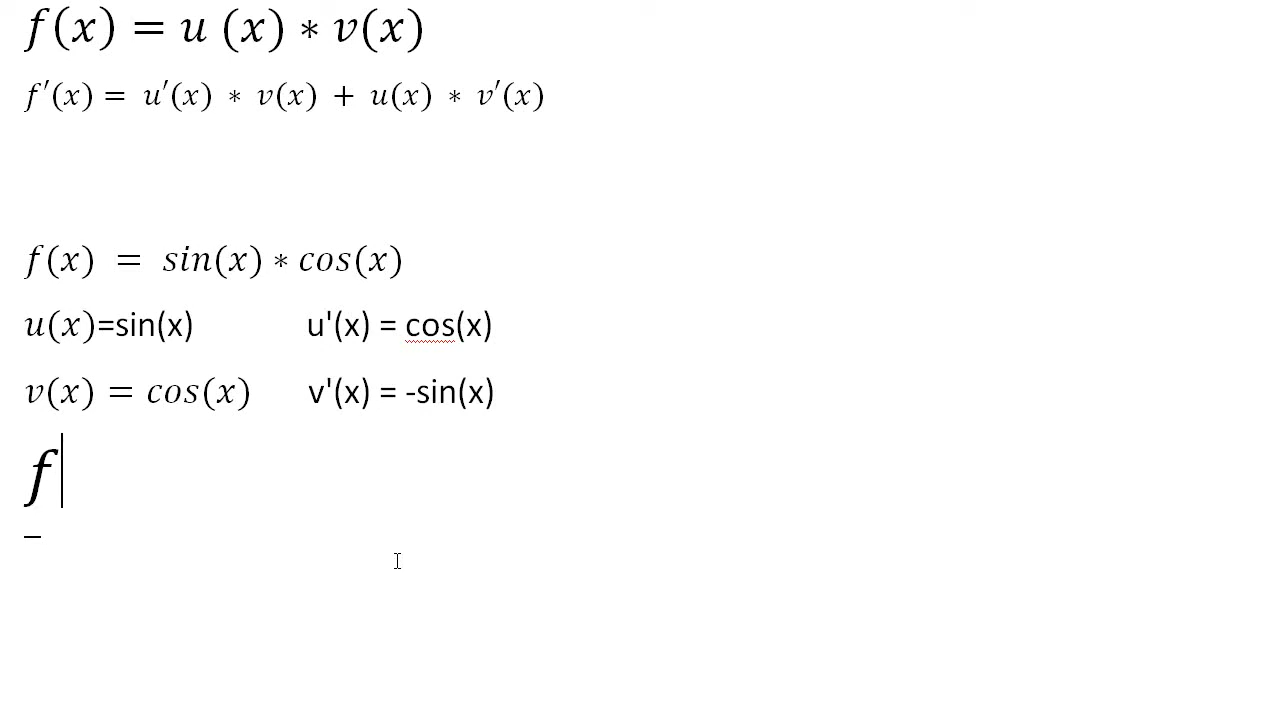 f(x) = u (x) * v(x)
f′(x) = u′(x) * v(x) + u(x) * v′(x)
f(x) = sin(x) * cos(x)
u(x)=sin(x) u'(x) = cos(x)
v(x) = cos(x) v'(x) = -sin(x)
f